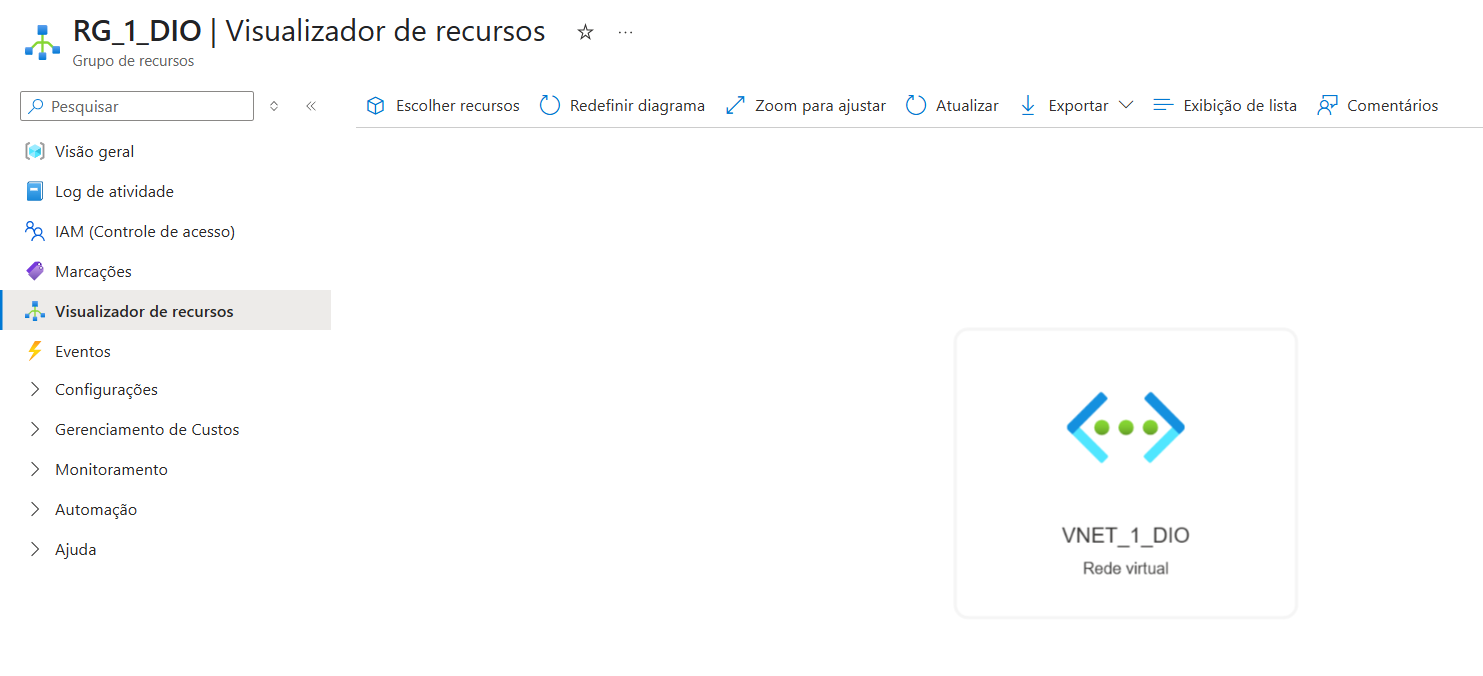 RG_1_DIO | Visualizador de recursos
Grupo de recursos
Pesquisar
Escolher recursos Redefinir diagrama Zoom para ajustar Atualizar Exportar Exibição de lista Comentários
Visão geral
Log de atividade
IAM (Controle de acesso)
Marcações
Visualizador de recursos
Eventos
Configurações
Gerenciamento de Custos
Monitoramento
Automação
Ajuda
VNET_1_DIO
Rede virtual